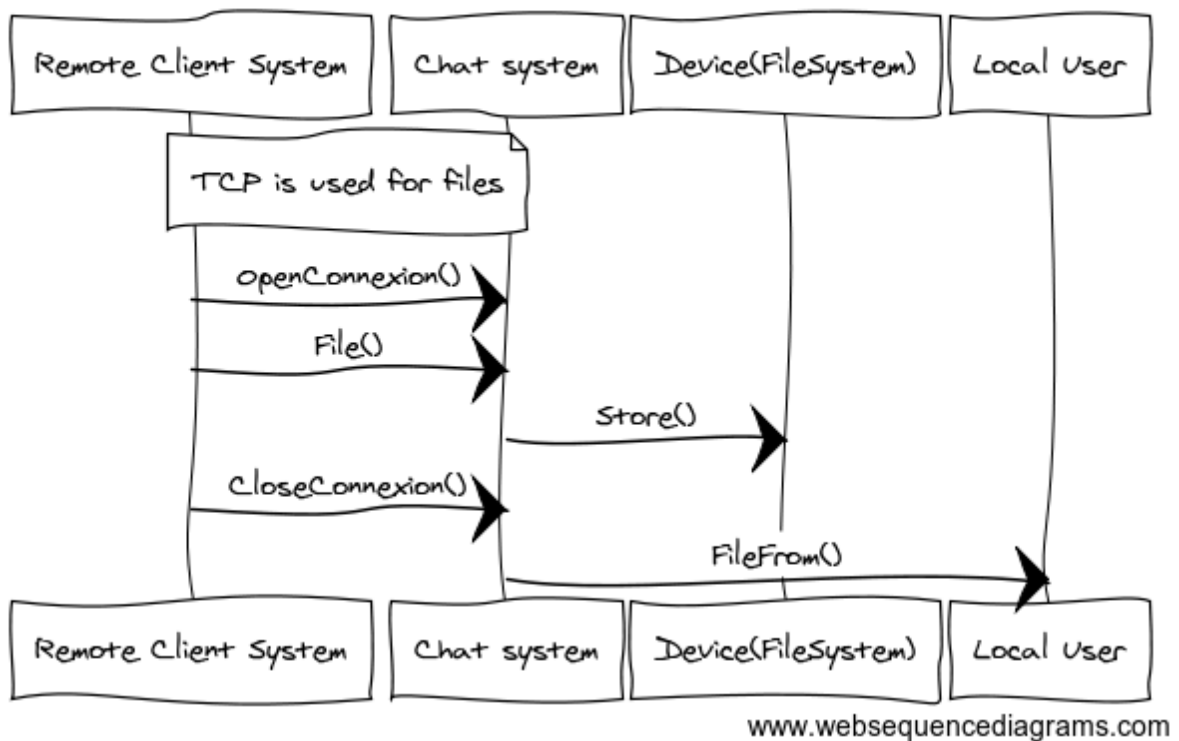 Remote Client System
Chat system
Device(FileSystem)
Local User
TCP is used for files
OpenConnexion()
File()
Store()
CloseConnexion()
FileFrom()
Remote Client System
Chat system
Device(FileSystem)
Local User
www.websequencediagrams.com